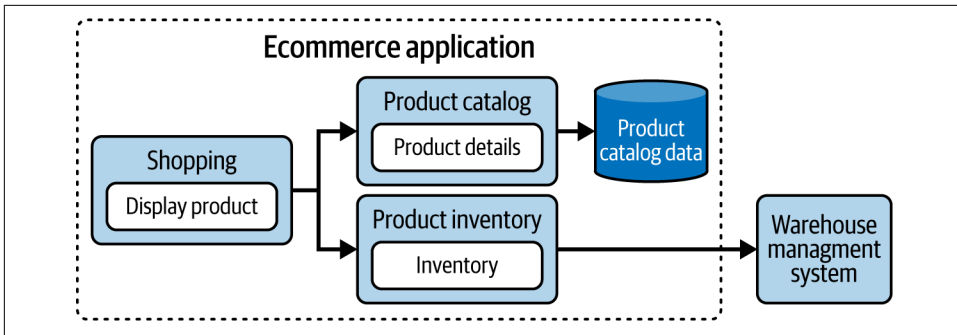 Ecommerce application
Product catalog
Product details
Product
catalog data
Shopping
Display product
Product inventory
Inventory
Warehouse
managment
system